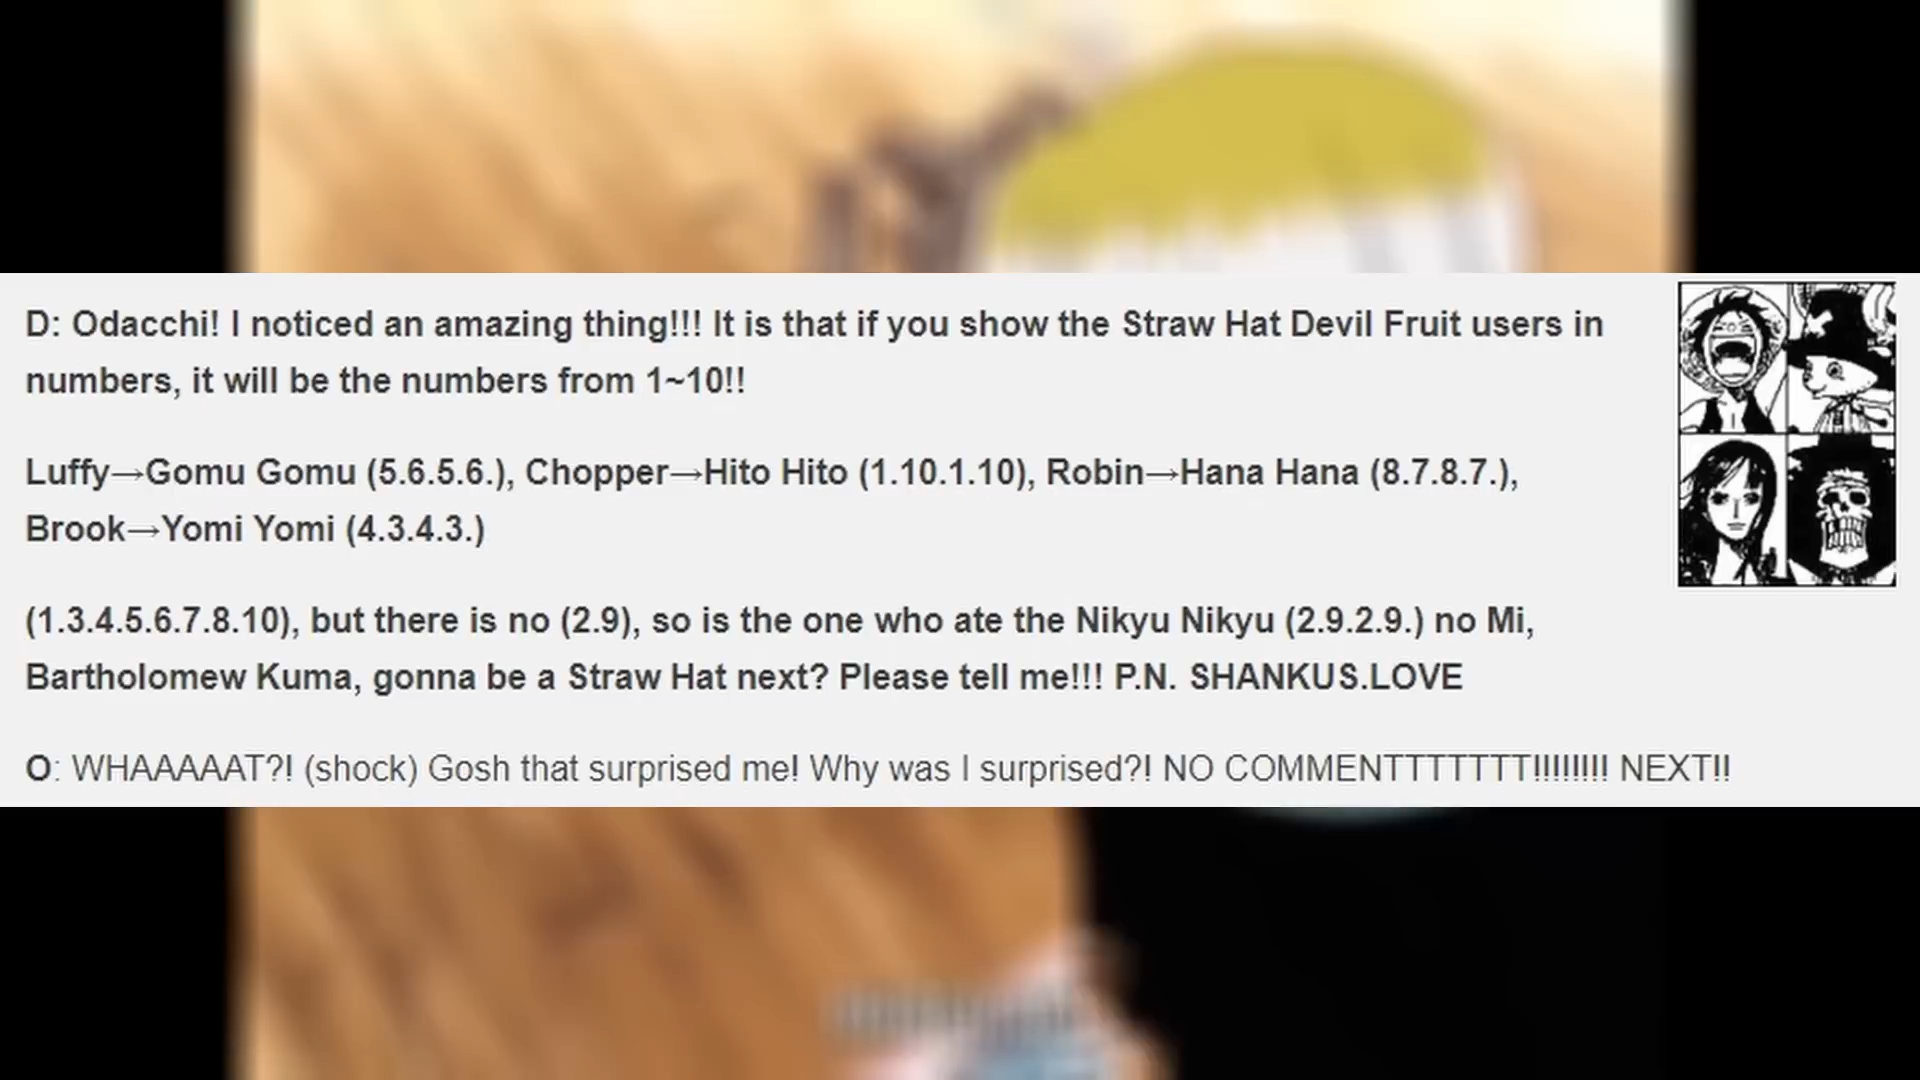 D: Odacchi! I noticed an amazing thing!!! It is that if you show the Straw Hat Devil Fruit users in
numbers, it will be the numbers from 1~10!!
Luffy→Gomu Gomu (5.6.5.6.), Chopper→Hito Hito (1.10.1.10), Robin→Hana Hana (8.7.8.7.),
Brook→Yomi Yomi (4.3.4.3.)
(1.3.4.5.6.7.8.10), but there is no (2.9), so is the one who ate the Nikyu Nikyu (2.9.2.9.) no Mi,
Bartholomew Kuma, gonna be a Straw Hat next? Please tell me!!! P.N. SHANKUS.LOVE
O: WHAAAAAT?! (shock) Gosh that surprised me! Why was I surprised?! NO COMMENTTTTTTT!!!!!!!! NEXT!!